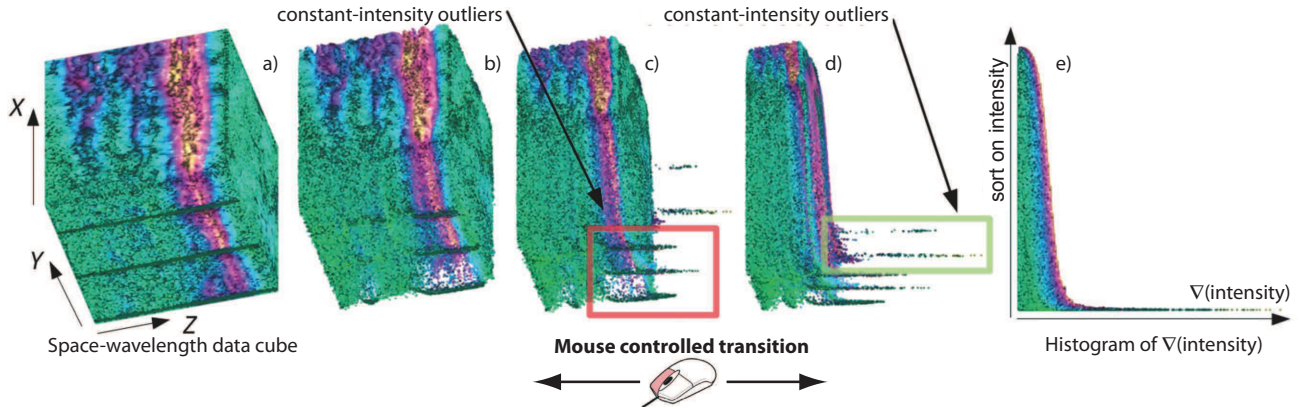 constant-intensity outliers
constant-intensity outliers
a)
b)
c)
d)
e)
X
Y
Z
sort on intensity
∇(intensity)
Space-wavelength data cube
Mouse controlled transition
Histogram of ∇(intensity)